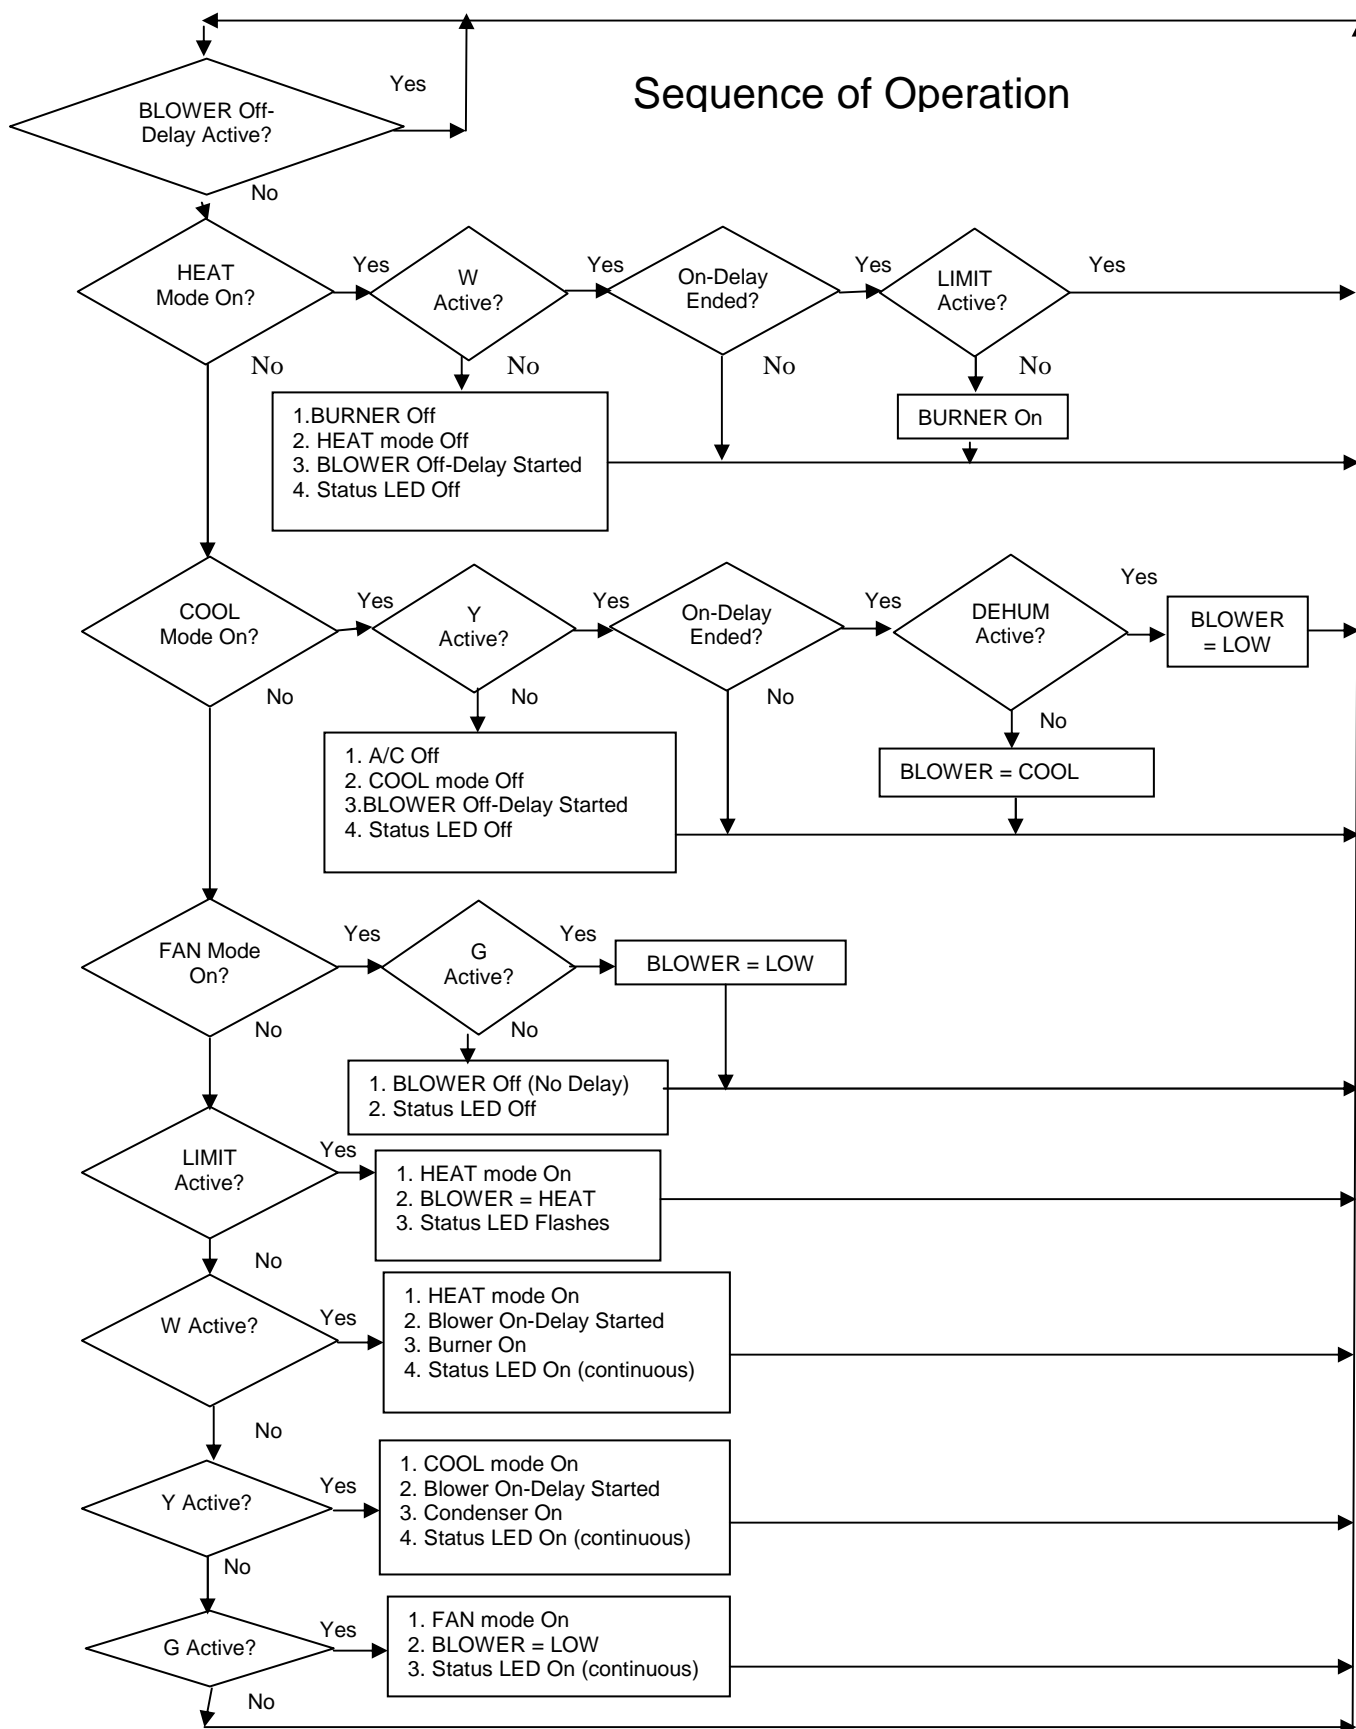 Sequence of Operation
BLOWER Off-
Delay Active?
Yes
No
HEAT
Mode On?
Yes
No
W
Active?
Yes
No
On-Delay
Ended?
Yes
No
LIMIT
Active?
Yes
No
1.BURNER Off
2. HEAT mode Off
3. BLOWER Off-Delay Started
4. Status LED Off
BURNER On
COOL
Mode On?
Yes
No
Y
Active?
Yes
No
On-Delay
Ended?
Yes
No
DEHUM
Active?
Yes
No
BLOWER
= LOW
1. A/C Off
2. COOL mode Off
3.BLOWER Off-Delay Started
4. Status LED Off
BLOWER = COOL
FAN Mode
On?
Yes
No
G
Active?
Yes
No
BLOWER = LOW
1. BLOWER Off (No Delay)
2. Status LED Off
LIMIT
Active?
Yes
No
1. HEAT mode On
2. BLOWER = HEAT
3. Status LED Flashes
W Active?
Yes
No
1. HEAT mode On
2. Blower On-Delay Started
3. Burner On
4. Status LED On (continuous)
Y Active?
Yes
No
1. COOL mode On
2. Blower On-Delay Started
3. Condenser On
4. Status LED On (continuous)
G Active?
Yes
No
1. FAN mode On
2. BLOWER = LOW
3. Status LED On (continuous)